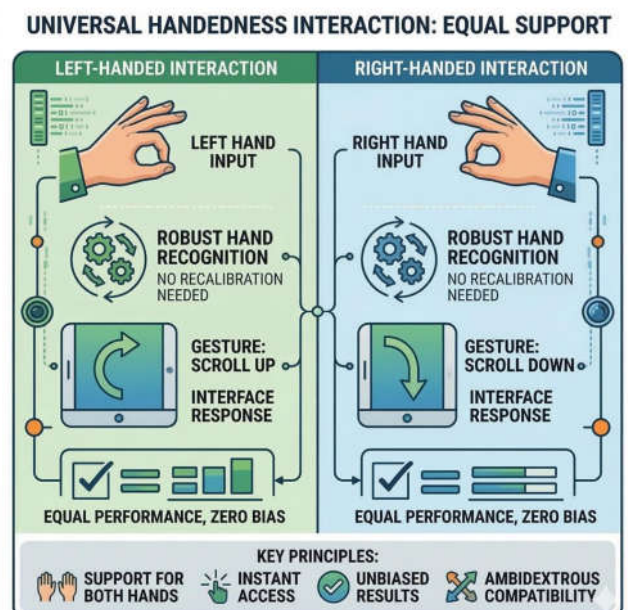 UNIVERSAL HANDEDNESS INTERACTION: EQUAL SUPPORT
LEFT-HANDED INTERACTION
LEFT HAND
INPUT
ROBUST HAND
RECOGNITION
NO RECALIBRATION
NEEDED
GESTURE:
SCROLL UP
INTERFACE
RESPONSE
EQUAL PERFORMANCE, ZERO BIAS
RIGHT-HANDED INTERACTION
RIGHT HAND
INPUT
ROBUST HAND
RECOGNITION
NO RECALIBRATION
NEEDED
GESTURE:
SCROLL DOWN
INTERFACE
RESPONSE
EQUAL PERFORMANCE, ZERO BIAS
KEY PRINCIPLES:
SUPPORT FOR
BOTH HANDS
INSTANT
ACCESS
UNBIASED
RESULTS
AMBIDEXTROUS
COMPATIBILITY